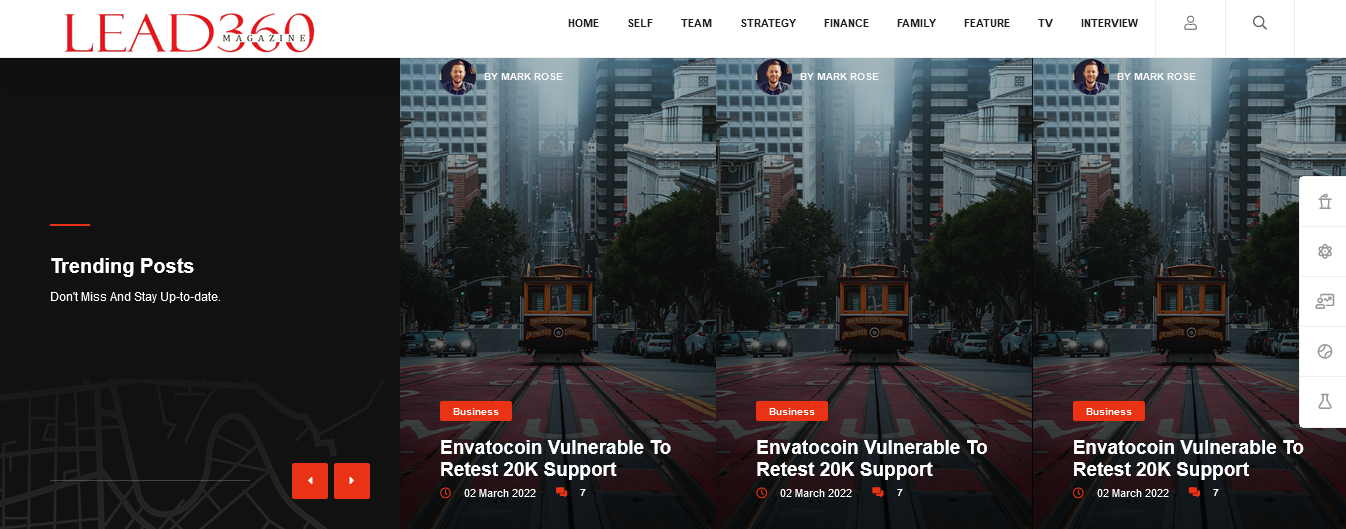 LEAD360
MAGAZINE
HOME SELF TEAM STRATEGY FINANCE FAMILY FEATURE TV INTERVIEW
Trending Posts
Don't Miss And Stay Up-to-date.
BY MARK ROSE
Business
Envatocoin Vulnerable To
Retest 20K Support
02 March 2022 7
BY MARK ROSE
Business
Envatocoin Vulnerable To
Retest 20K Support
02 March 2022 7
BY MARK ROSE
Business
Envatocoin Vulnerable To
Retest 20K Support
02 March 2022 7